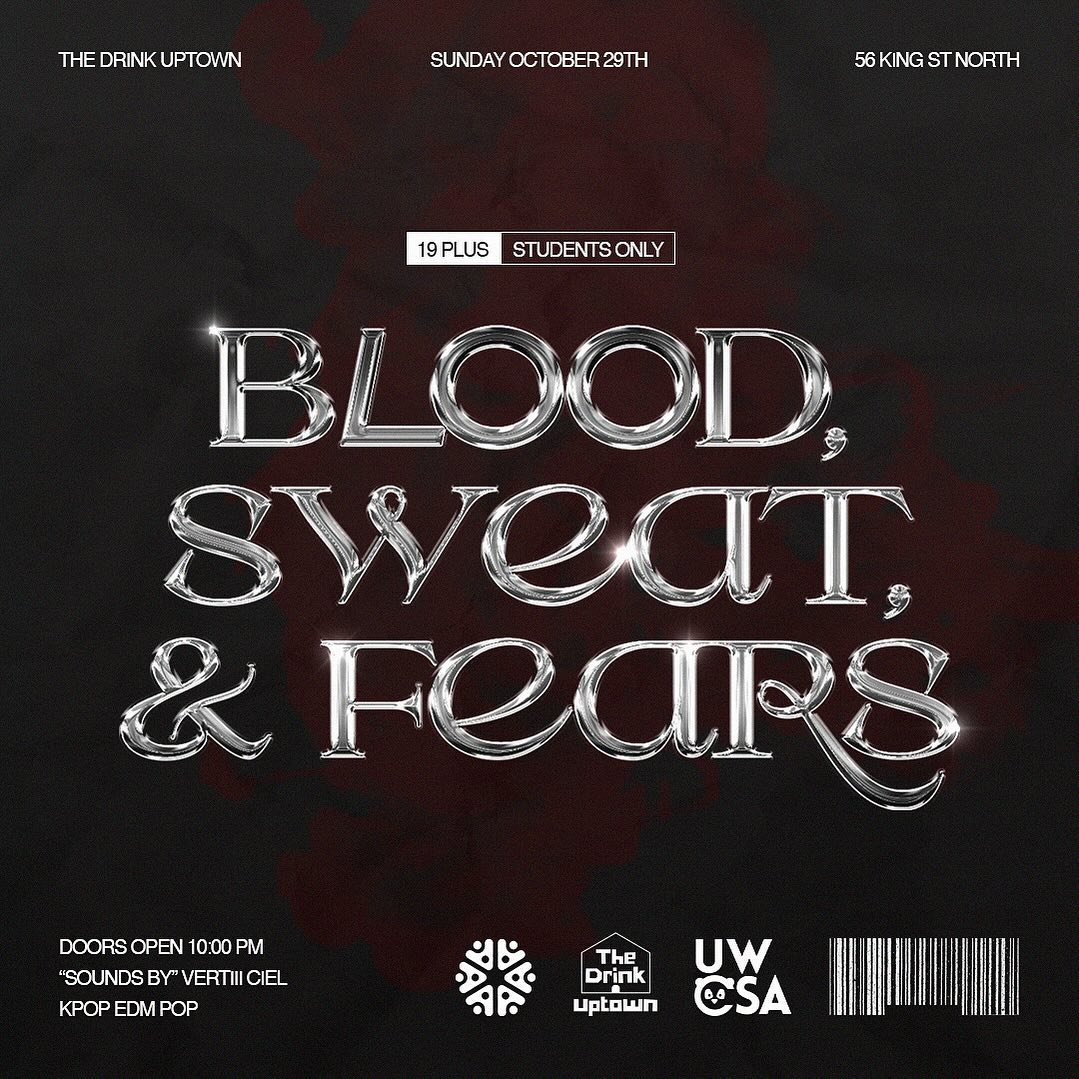 THE DRINK UPTOWN
SUNDAY OCTOBER 29TH
56 KING ST NORTH
19 PLUS STUDENTS ONLY
BLOOD,
SWEAT,
& FEARS
DOORS OPEN 10:00 PM
“SOUNDS BY” VERTIII CIEL
KPOP EDM POP
The
Drink
uptown
UW
CSA